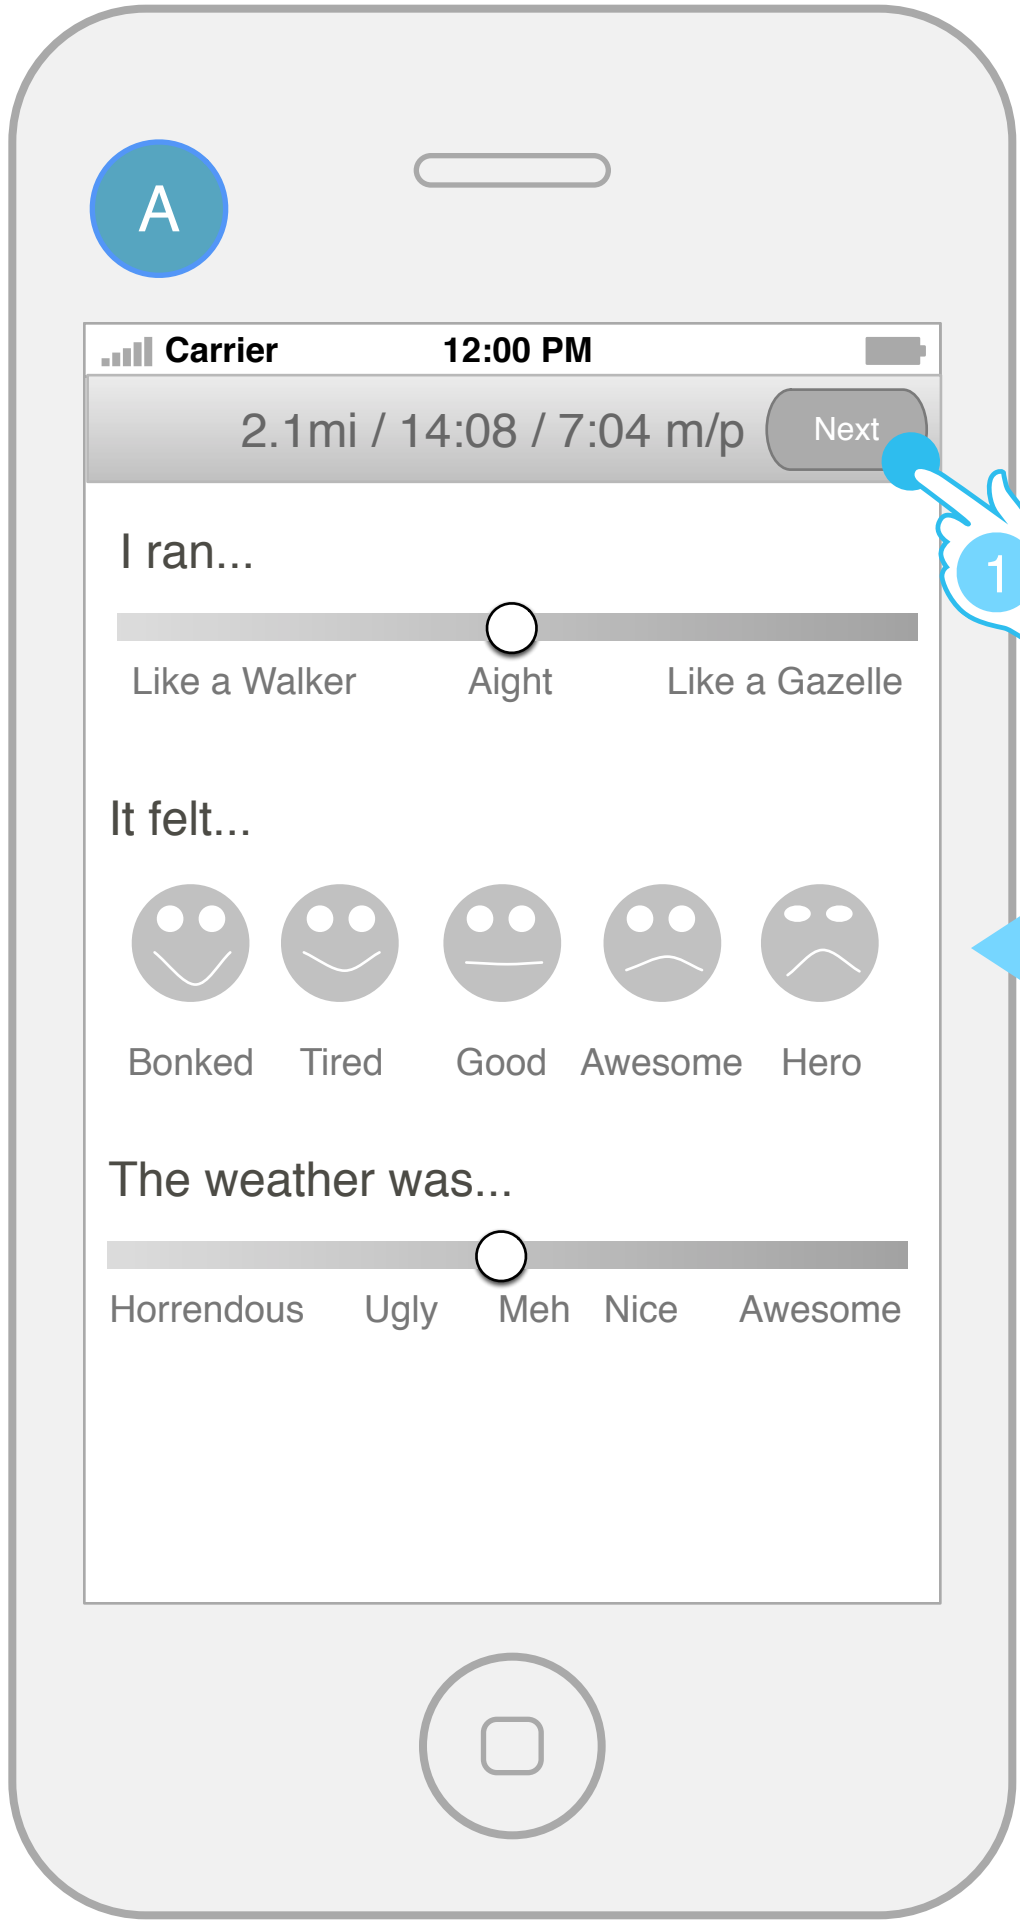 A
Carrier 12:00 PM
2.1mi / 14:08 / 7:04 m/p Next
1
I ran...
Like a Walker Aight Like a Gazelle
It felt...
Bonked Tired Good Awesome Hero
The weather was...
Horrendous Ugly Meh Nice Awesome